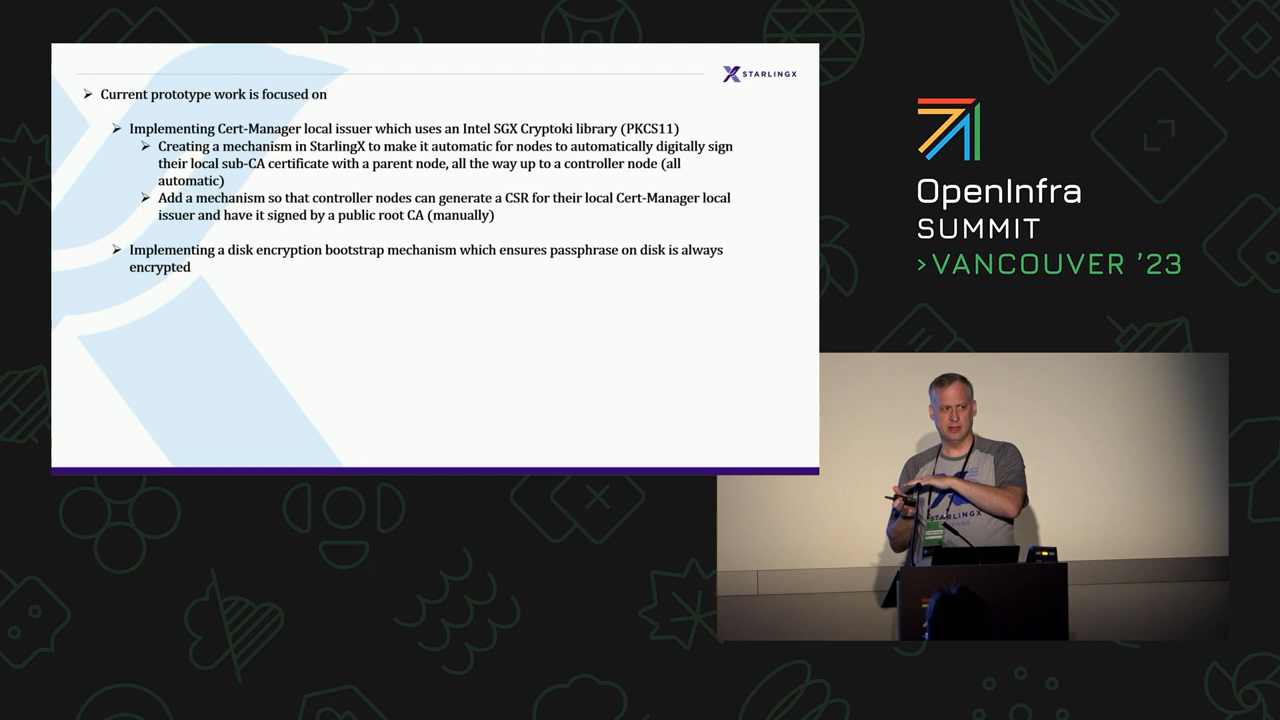 STARLINGX
Current prototype work is focused on
Implementing Cert-Manager local issuer which uses an Intel SGX Cryptoki library (PKCS11)
Creating a mechanism in StarlingX to make it automatic for nodes to automatically digitally sign
their local sub-CA certificate with a parent node, all the way up to a controller node (all
automatic)
Add a mechanism so that controller nodes can generate a CSR for their local Cert-Manager local
issuer and have it signed by a public root CA (manually)
Implementing a disk encryption bootstrap mechanism which ensures passphrase on disk is always
encrypted
OpenInfra
SUMMIT
>VANCOUVER '23
STARLINGX